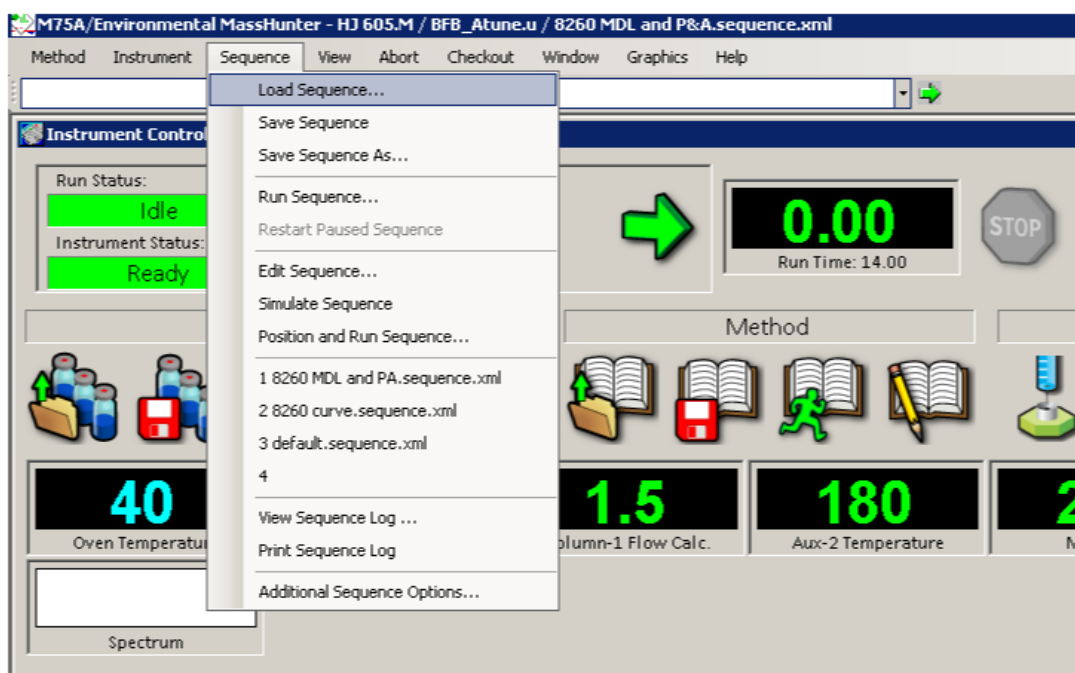 M75A/Environmental MassHunter - HJ 605.M / BFB_Atune.u / 8260 MDL and P&A.sequence.xml
Method Instrument Sequence View Abort Checkout Window Graphics Help
Load Sequence...
Save Sequence
Save Sequence As...
Run Sequence...
Restart Paused Sequence
Edit Sequence...
Simulate Sequence
Position and Run Sequence...
1 8260 MDL and PA.sequence.xml
2 8260 curve.sequence.xml
3 default.sequence.xml
4
View Sequence Log ...
Print Sequence Log
Additional Sequence Options...
Instrument Contro
Run Status:
Idle
Instrument Status:
Ready
0.00
Run Time: 14.00
STOP
Method
40
Oven Temperatu
1.5
olumn-1 Flow Calc.
180
Aux-2 Temperature
2
Spectrum